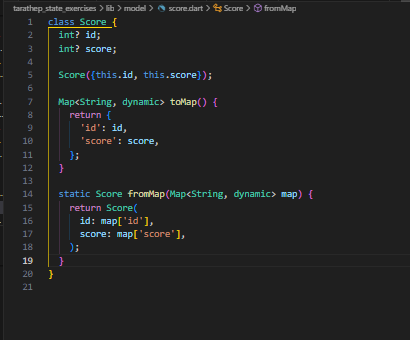 tarathep_state_exercises > lib > model > score.dart > Score > fromMap
1 class Score {
2 int? id;
3 int? score;
4
5 Score({this.id, this.score});
6
7 Map<String, dynamic> toMap() {
8 return {
9 'id': id,
10 'score': score,
11 };
12 }
13
14 static Score fromMap(Map<String, dynamic> map) {
15 return Score(
16 id: map['id'],
17 score: map['score'],
18 );
19 }
20 }
21